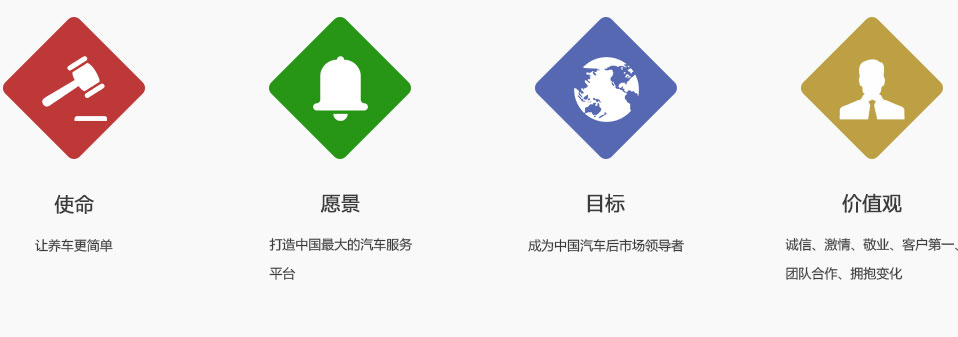 使命
让养车更简单
愿景
打造中国最大的汽车服务
平台
目标
成为中国汽车后市场领导者
价值观
诚信、激情、敬业、客户第一、
团队合作、拥抱变化